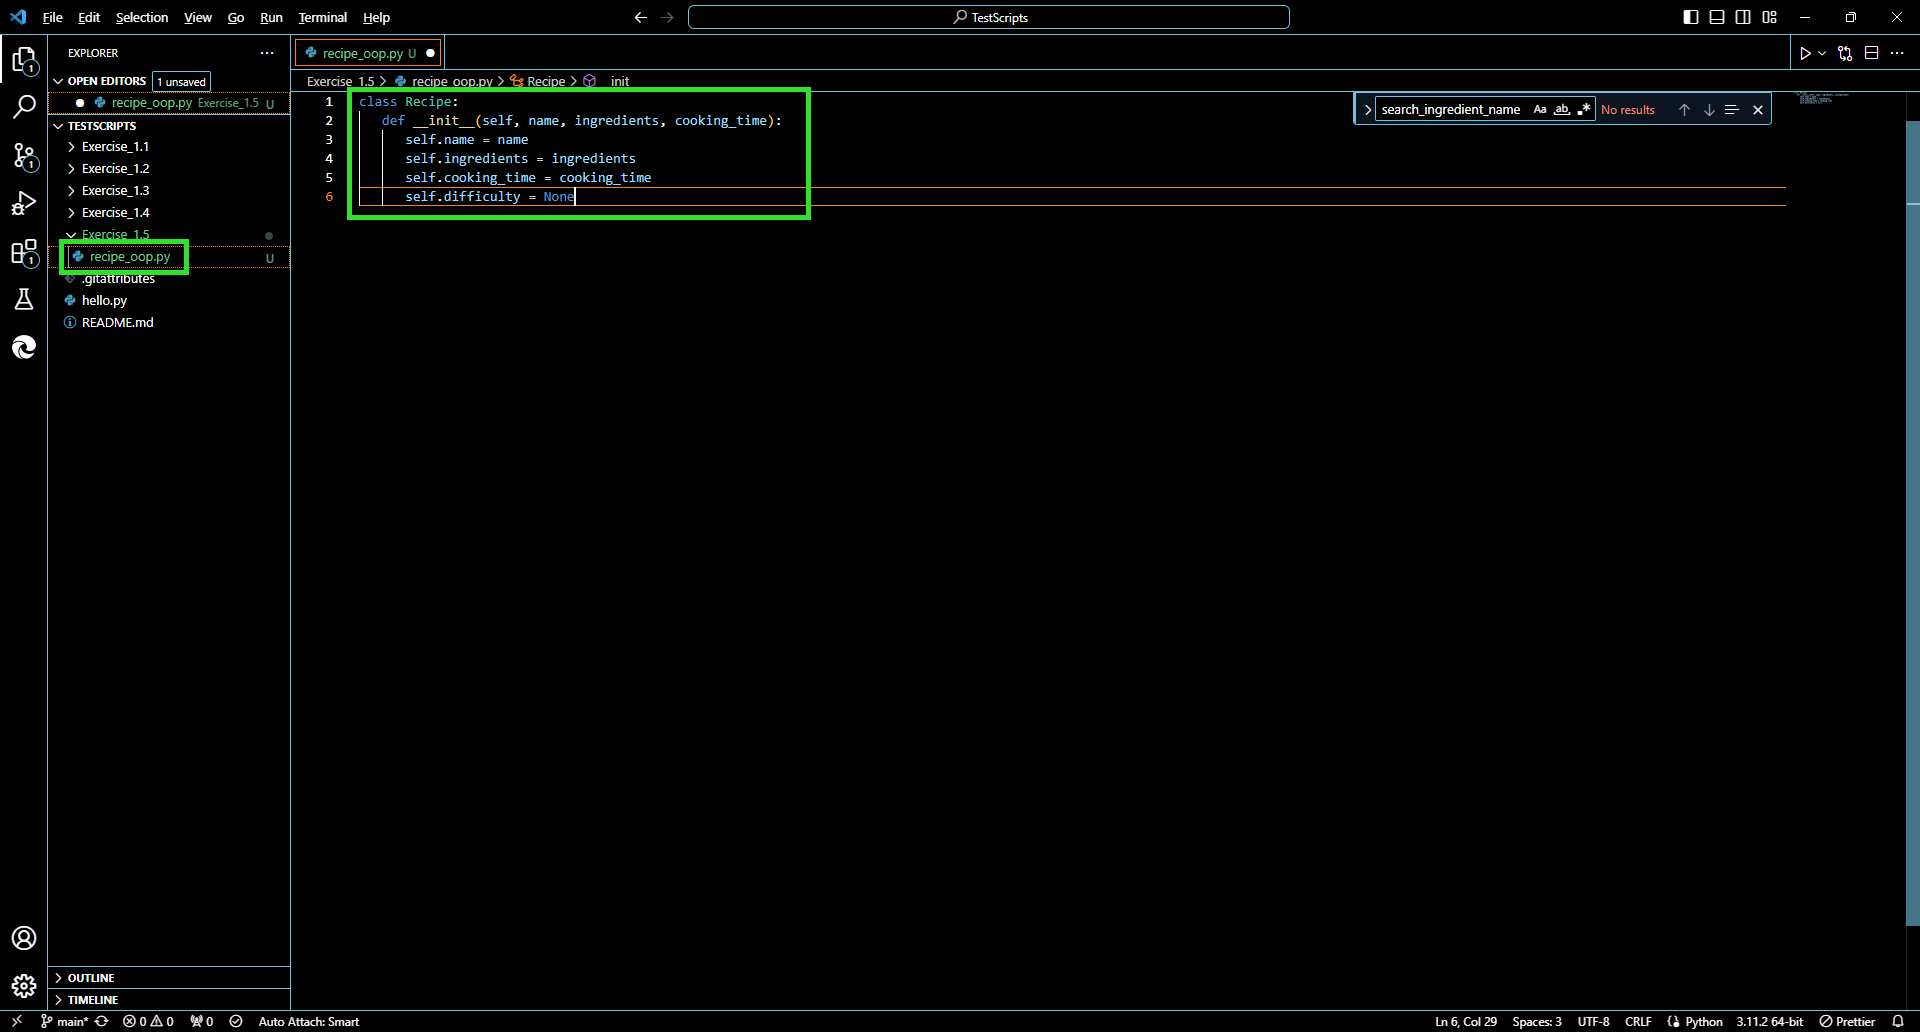 File Edit Selection View Go Run Terminal Help
TestScripts
EXPLORER
OPEN EDITORS 1 unsaved
recipe_oop.py Exercise_1.5 U
TESTSCRIPTS
Exercise_1.1
Exercise_1.2
Exercise_1.3
Exercise_1.4
Exercise_1.5
recipe_oop.py U
.gitattributes
hello.py
README.md
OUTLINE
TIMELINE
recipe_oop.py U
Exercise_1.5 > recipe_oop.py > Recipe > __init__
1 class Recipe:
2 def __init__(self, name, ingredients, cooking_time):
3 self.name = name
4 self.ingredients = ingredients
5 self.cooking_time = cooking_time
6 self.difficulty = None
search_ingredient_name Aa ab .* No results
1
1
1
main* 0 0 0 Auto Attach: Smart
Ln 6, Col 29 Spaces: 3 UTF-8 CRLF Python 3.11.2 64-bit Prettier